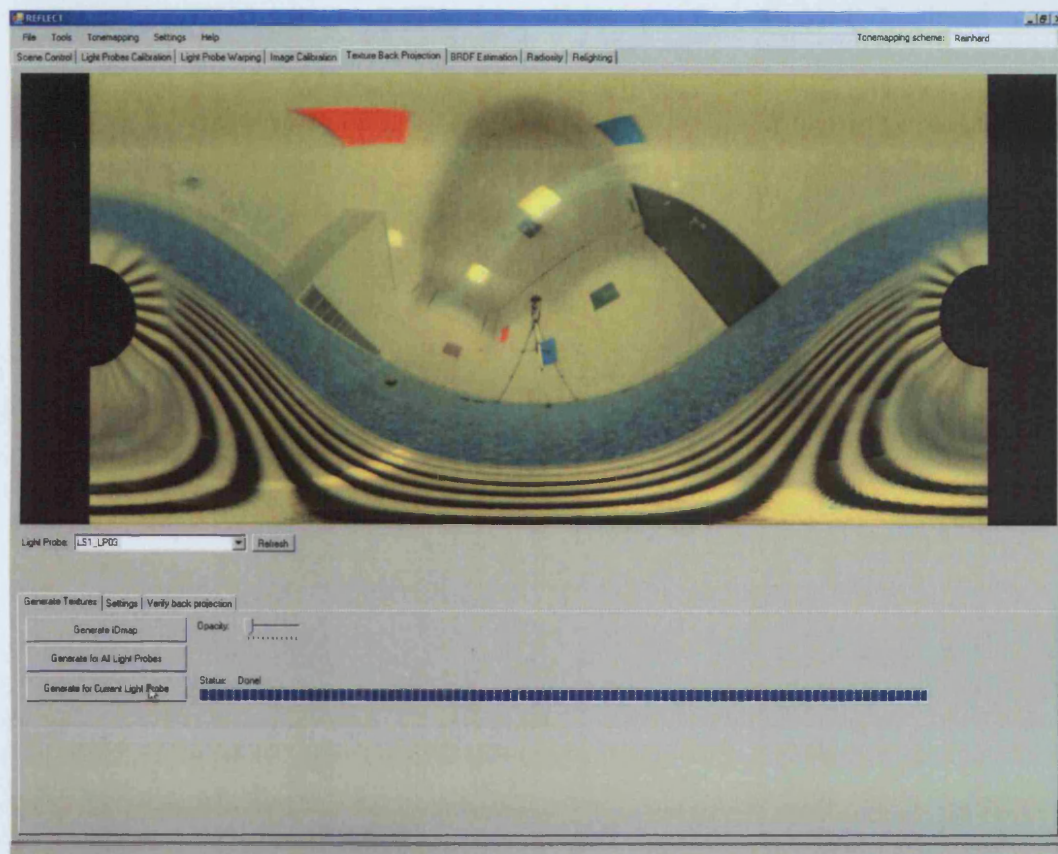 REFLECT
File Tools Tonemapping Settings Help Tonemapping scheme: Reinhard
Scene Control Light Probes Calibration Light Probe Warping Image Calibration Texture Back Projection BRDF Estimation Radiosity Relighting
Light Probe: LS1_LP03 Refresh
Generate Textures Settings Verify back projection
Generate iDmap Opacity:
Generate for All Light Probes
Generate for Current Light Probe Status: Done!